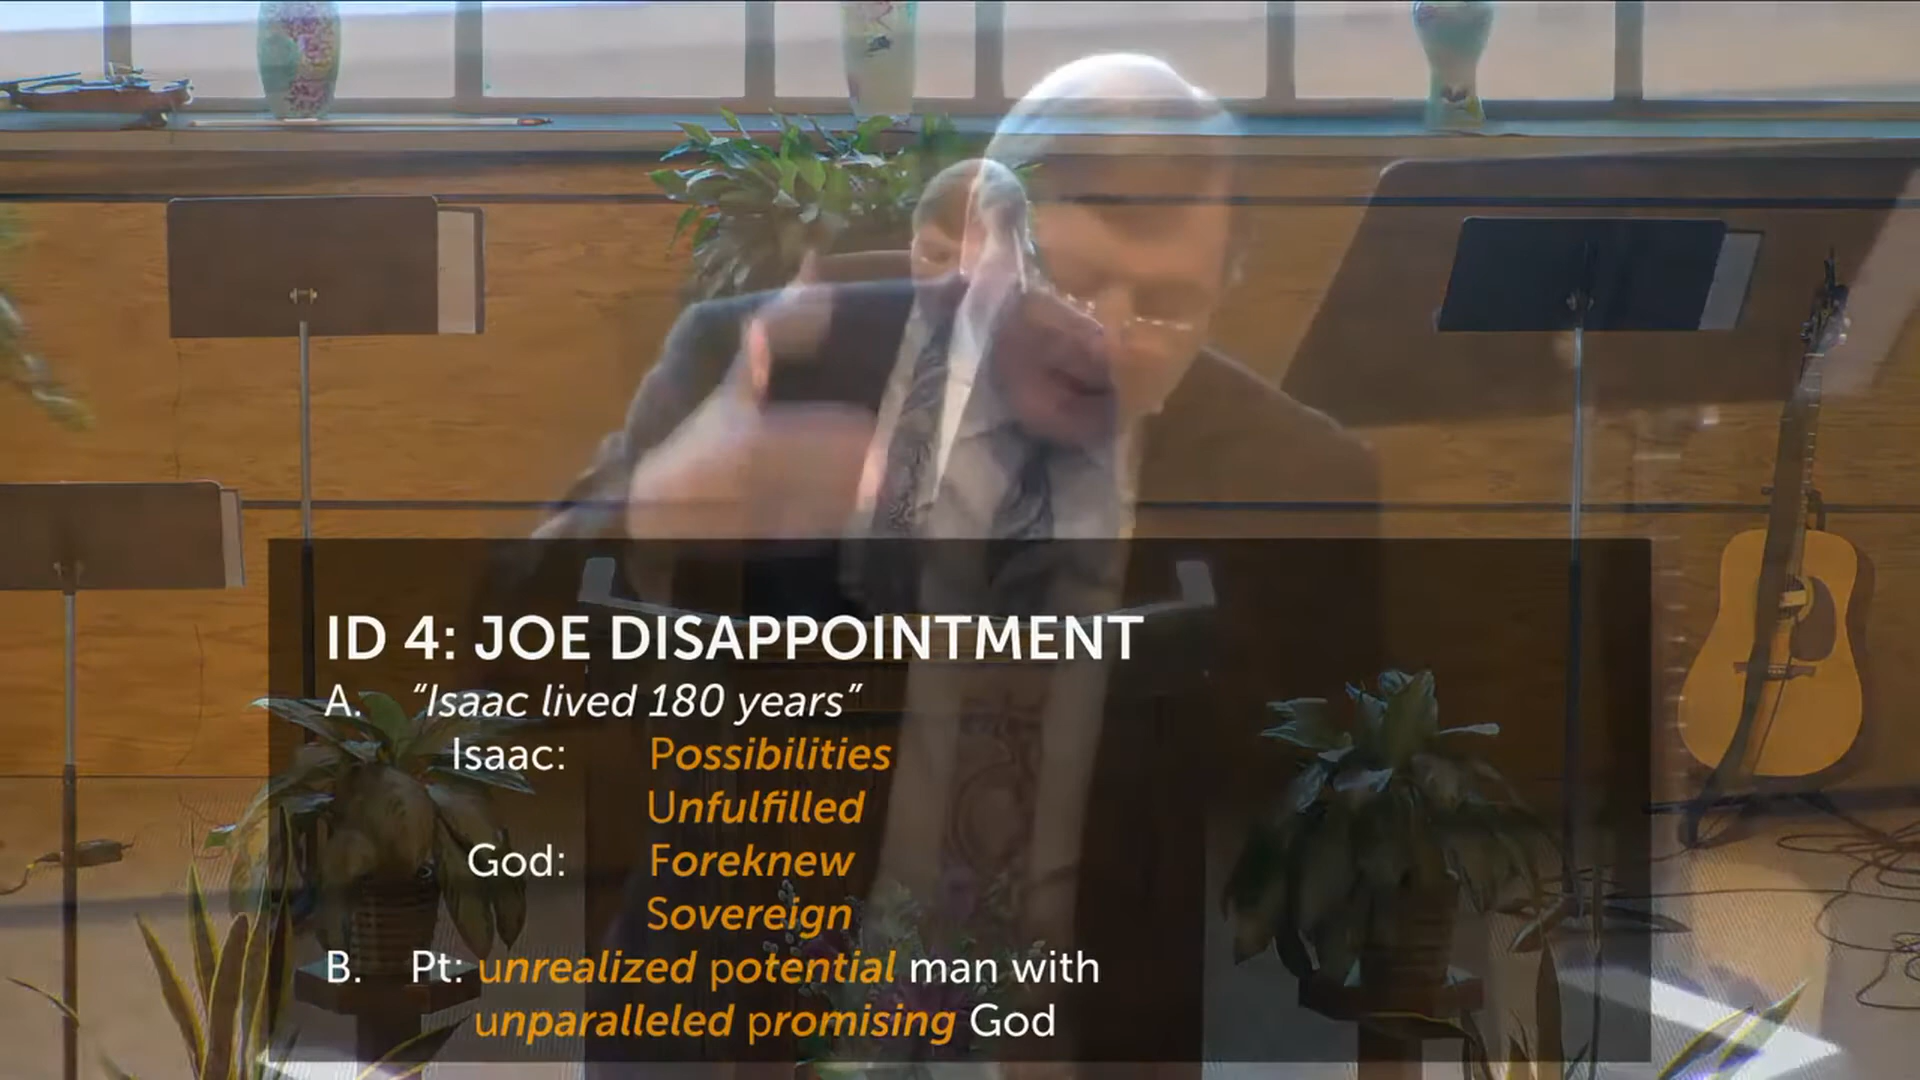 ID 4: JOE DISAPPOINTMENT
A. “Isaac lived 180 years”
Isaac: Possibilities
Unfulfilled
God: Foreknew
Sovereign
B. Pt: unrealized potential man with
unparalleled promising God